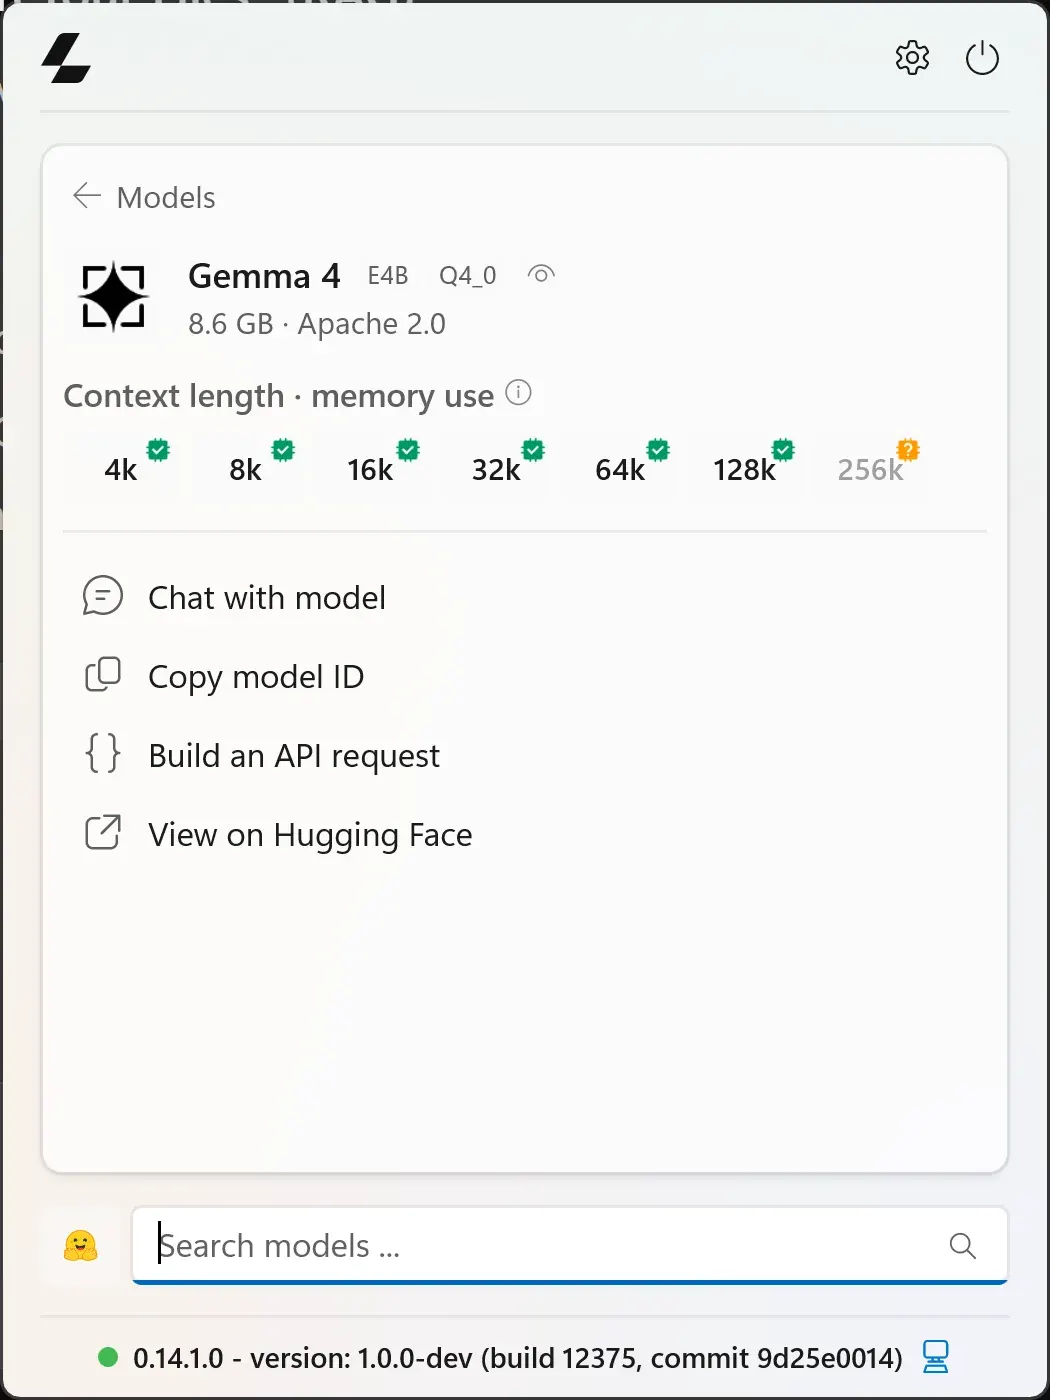 Models
Gemma 4 E4B Q4_0
8.6 GB · Apache 2.0
Context length · memory use
4k 8k 16k 32k 64k 128k 256k
Chat with model
Copy model ID
Build an API request
View on Hugging Face
Search models ...
0.14.1.0 - version: 1.0.0-dev (build 12375, commit 9d25e0014)